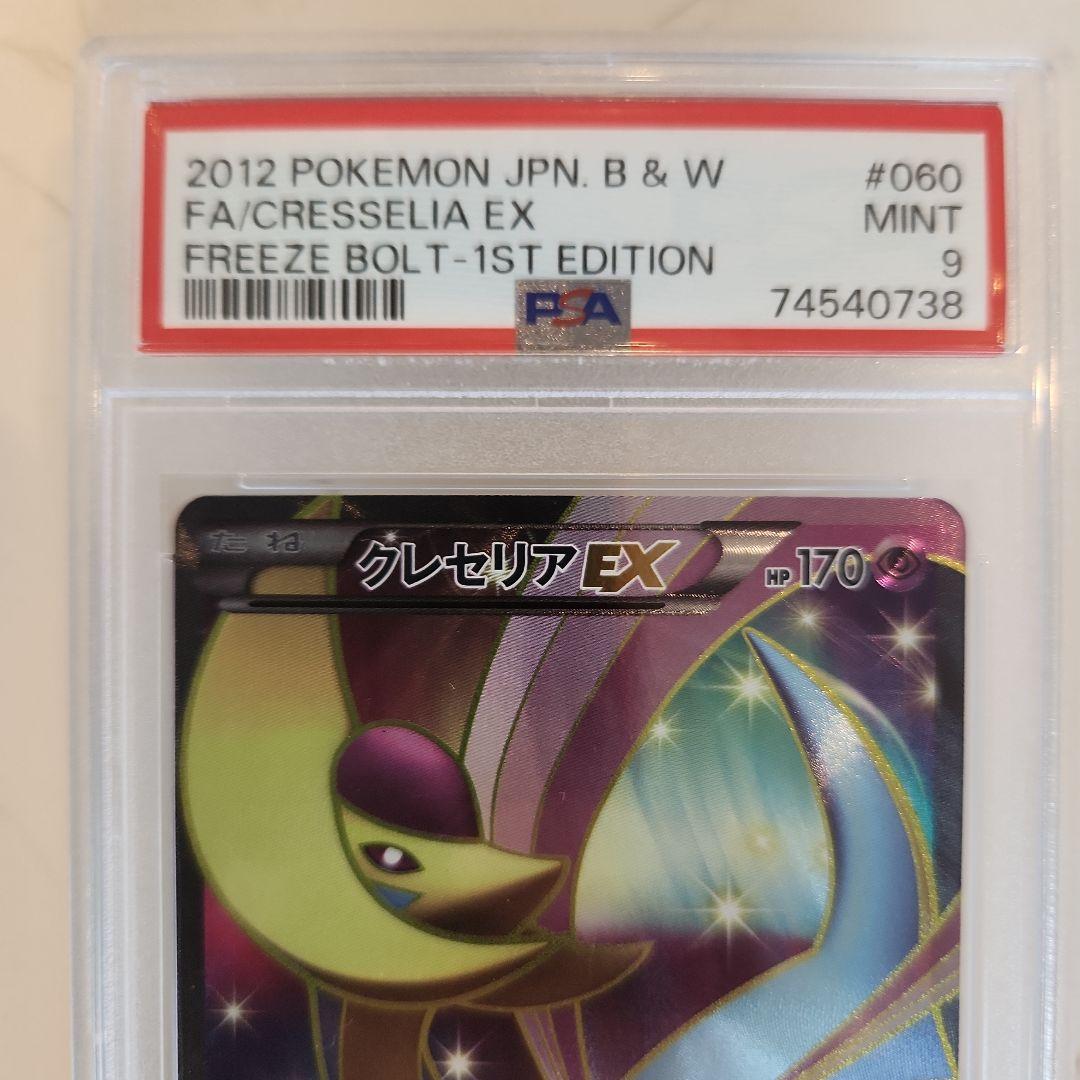 2012 POKEMON JPN. B & W #060
FA/CRESSELIA EX MINT
FREEZE BOLT-1ST EDITION 9
PSA 74540738
たね クレセリアEX HP170